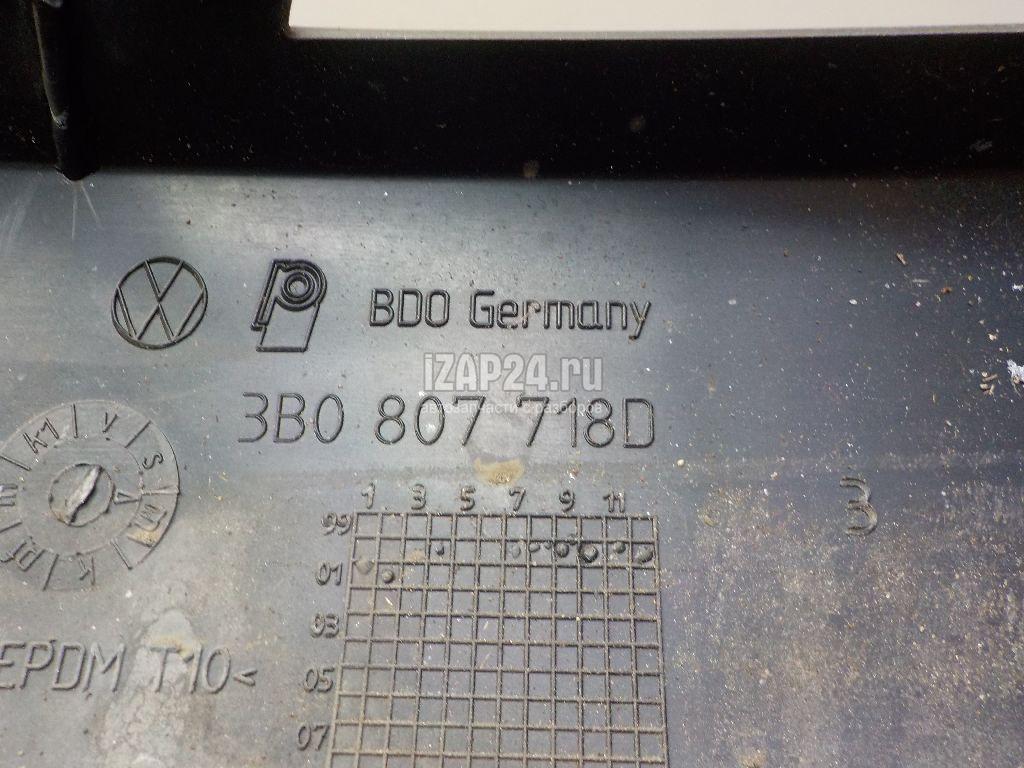 BDO Germany
iZAP24.ru
автозапчасти с разборов
3B0 807 718D
1 3 5 7 9 11
99
01
03
05
07
3
EPDM T10<